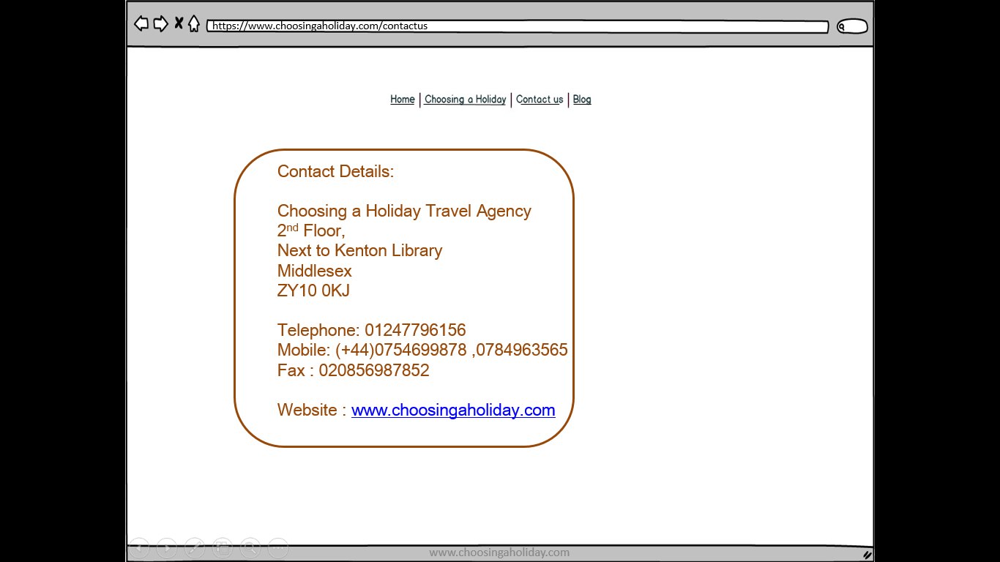 https://www.choosingaholiday.com/contactus
Home | Choosing a Holiday | Contact us | Blog
Contact Details:
Choosing a Holiday Travel Agency
2nd Floor,
Next to Kenton Library
Middlesex
ZY10 0KJ
Telephone: 01247796156
Mobile: (+44)0754699878 ,0784963565
Fax : 020856987852
Website : www.choosingaholiday.com
www.choosingaholiday.com